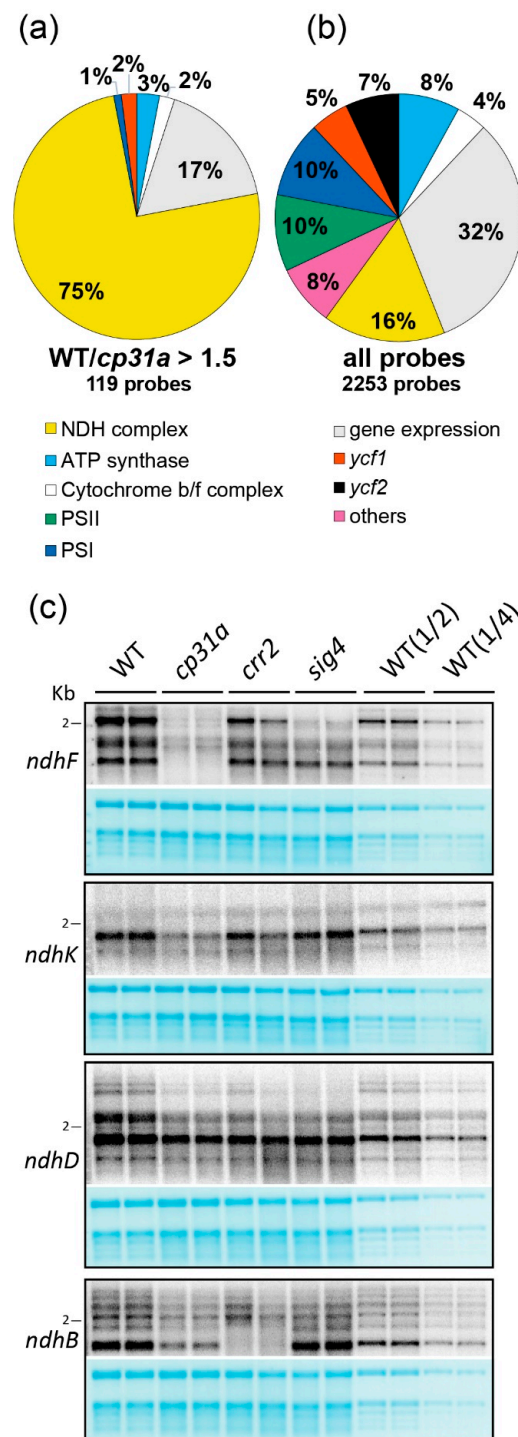 (a)
1%
2%
3%
2%
17%
75%
WT/cp31a > 1.5
119 probes
(b)
5%
7%
8%
4%
10%
32%
10%
8%
16%
all probes
2253 probes
NDH complex
ATP synthase
Cytochrome b/f complex
PSII
PSI
gene expression
ycf1
ycf2
others
(c)
WT
cp31a
crr2
sig4
WT(1/2)
WT(1/4)
Kb
2
ndhF
2
ndhK
2
ndhD
2
ndhB